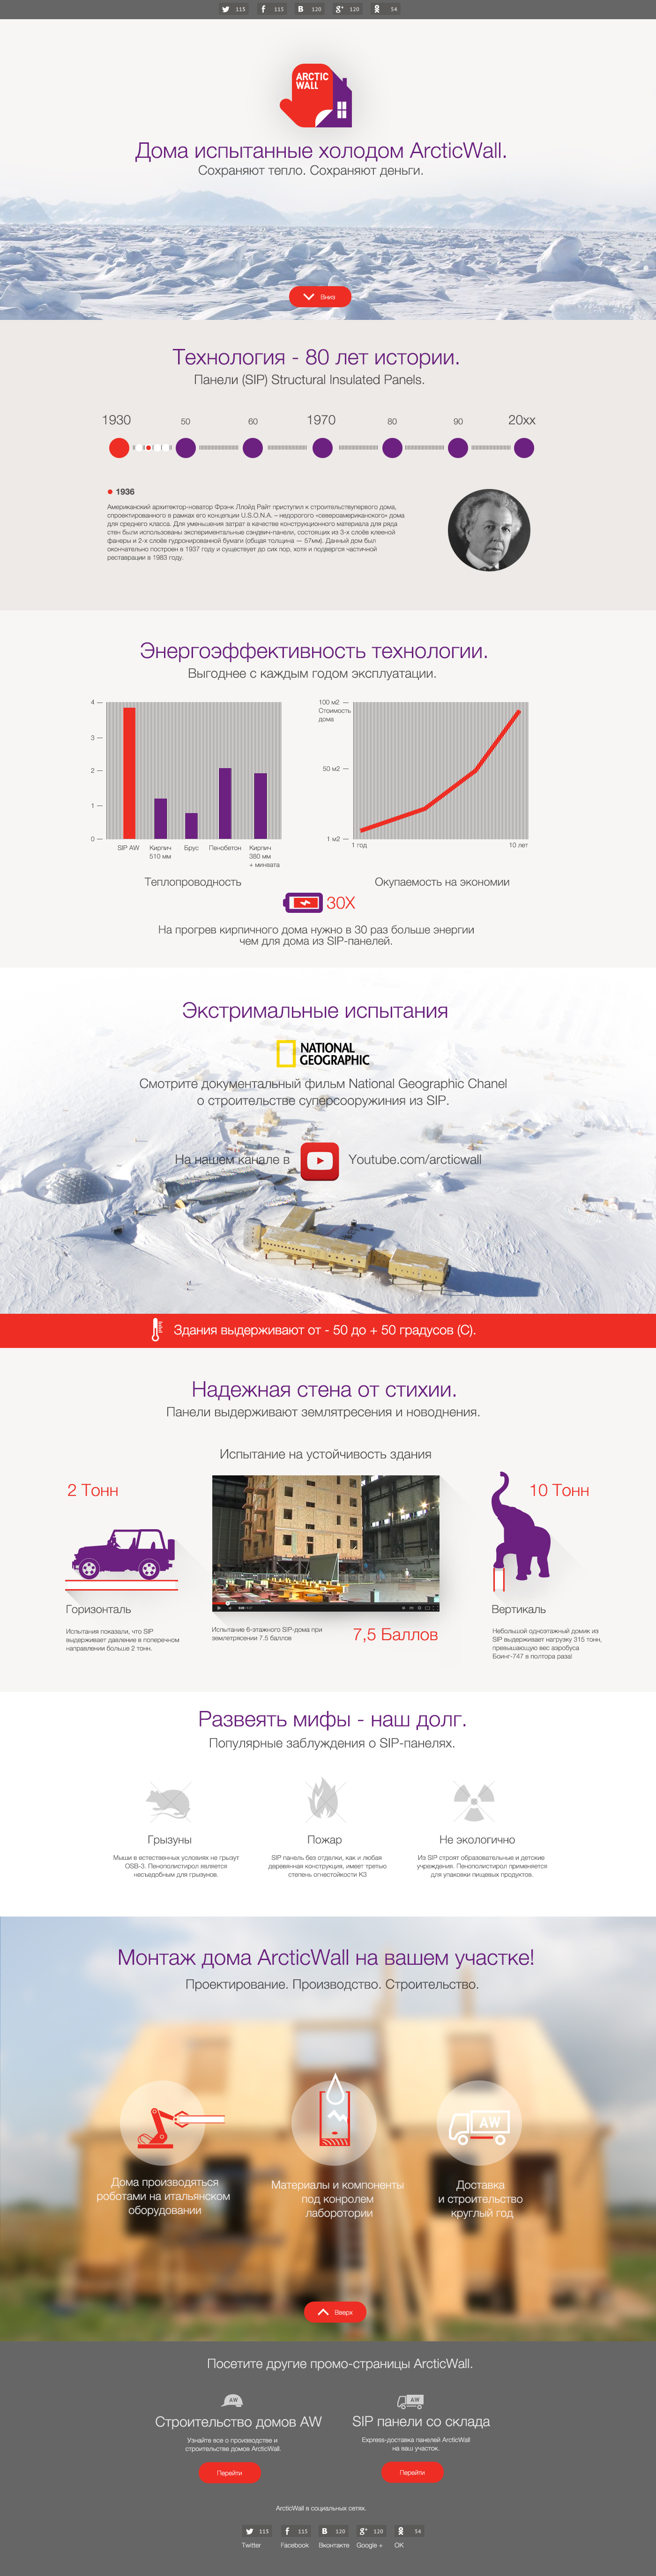 115 115 B 120 g+ 120 54
ARCTIC
WALL
Дома испытанные холодом ArcticWall.
Сохраняют тепло. Сохраняют деньги.
Вниз
Технология - 80 лет истории.
Панели (SIP) Structural Insulated Panels.
1930 50 60 1970 80 90 20xx
1936
Американский архитектор-новатор Фрэнк Ллойд Райт приступил к строительствупервого дома,
спроектированного в рамках его концепции U.S.O.N.A. – недорогого «североамериканского» дома
для среднего класса. Для уменьшения затрат в качестве конструкционного материала для ряда
стен были использованы экспериментальные сэндвич-панели, состоящих из 3-х слоёв клееной
фанеры и 2-х слоёв гудронированной бумаги (общая толщина — 57мм). Данный дом был
окончательно построен в 1937 году и существует до сих пор, хотя и подвергся частичной
реставрации в 1983 году.
Энергоэффективность технологии.
Выгоднее с каждым годом эксплуатации.
4
3
2
1
0
SIP AW Кирпич Брус Пенобетон Кирпич
510 мм 380 мм
+ минвата
Теплопроводность
100 м2
Стоимость
дома
50 м2
1 м2
1 год 10 лет
Окупаемость на экономии
30X
На прогрев кирпичного дома нужно в 30 раз больше энергии
чем для дома из SIP-панелей.
Экстримальные испытания
NATIONAL
GEOGRAPHIC
Смотрите документальный фильм National Geographic Chanel
о строительстве суперсооружиния из SIP.
На нашем канале в Youtube.com/arcticwall
Здания выдерживают от - 50 до + 50 градусов (С).
Надежная стена от стихии.
Панели выдерживают землятресения и новоднения.
Испытание на устойчивость здания
2 Тонн
Горизонталь
Испытания показали, что SIP
выдерживает давление в поперечном
направлении больше 2 тонн.
Испытание 6-этажного SIP-дома при
землетрясении 7.5 баллов
7,5 Баллов
10 Тонн
Вертикаль
Небольшой одноэтажный домик из
SIP выдерживает нагрузку 315 тонн,
превышающую вес аэробуса
Боинг-747 в полтора раза!
Развеять мифы - наш долг.
Популярные заблуждения о SIP-панелях.
Грызуны
Мыши в естественных условиях не грызут
OSB-3. Пенополистирол является
несъедобным для грызунов.
Пожар
SIP панель без отделки, как и любая
деревянная конструкция, имеет третью
степень огнестойкости К3
Не экологично
Из SIP строят образовательные и детские
учреждения. Пенополистирол применяется
для упаковки пищевых продуктов.
Монтаж дома ArcticWall на вашем участке!
Проектирование. Производство. Строительство.
AW
Дома производяться
роботами на итальянском
оборудовании
Материалы и компоненты
под конролем
лаборотории
Доставка
и строительство
круглый год
Вверх
Посетите другие промо-страницы ArcticWall.
AW
Строительство домов AW
Узнайте все о производстве и
строительстве домов ArcticWall.
Перейти
AW
SIP панели со склада
Express-доставка панелей ArcticWall
на ваш участок.
Перейти
ArcticWall в социальных сетях.
115 115 B 120 g+ 120 54
Twitter Facebook Вконтакте Google + OK